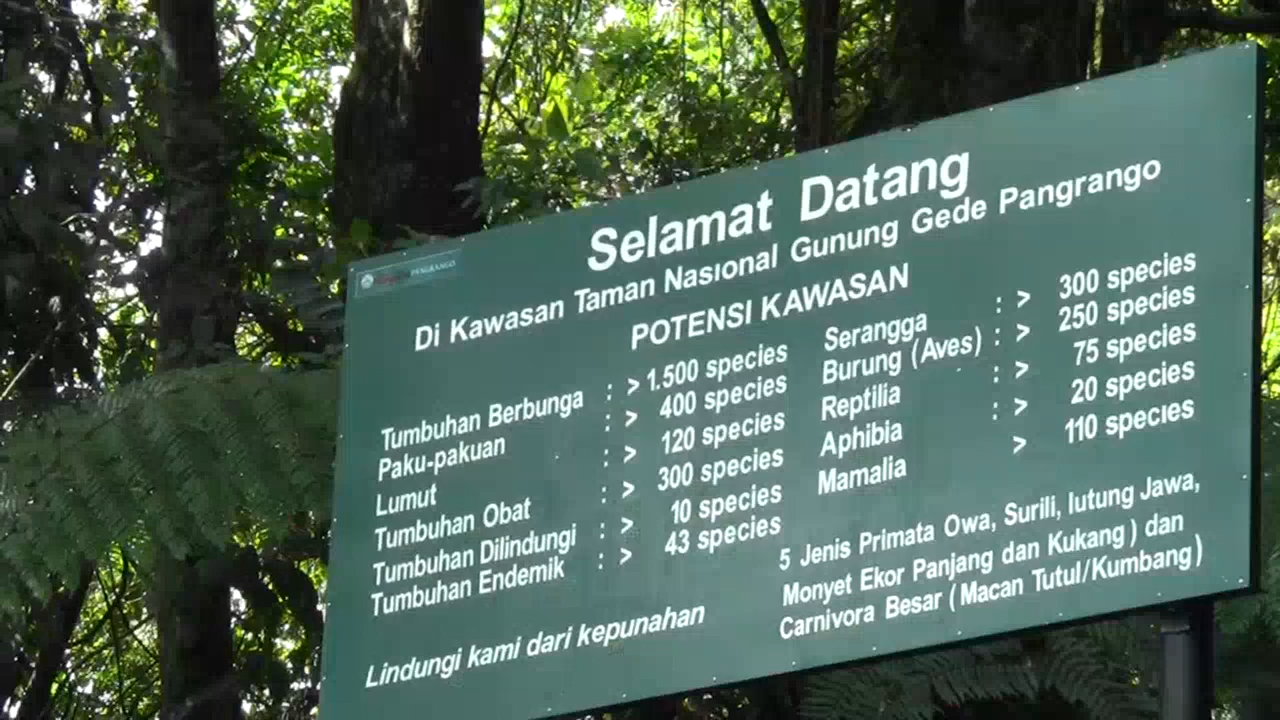 PANGRANGO
Selamat Datang
Di Kawasan Taman Nasional Gunung Gede Pangrango
POTENSI KAWASAN
Tumbuhan Berbunga : > 1.500 species
Paku-pakuan : > 400 species
Lumut : > 120 species
Tumbuhan Obat : > 300 species
Tumbuhan Dilindungi : > 10 species
Tumbuhan Endemik : > 43 species
Serangga : > 300 species
Burung (Aves) : > 250 species
Reptilia : > 75 species
Aphibia : > 20 species
Mamalia > 110 species
5 Jenis Primata Owa, Surili, lutung Jawa,
Monyet Ekor Panjang dan Kukang ) dan
Carnivora Besar ( Macan Tutul/Kumbang )
Lindungi kami dari kepunahan